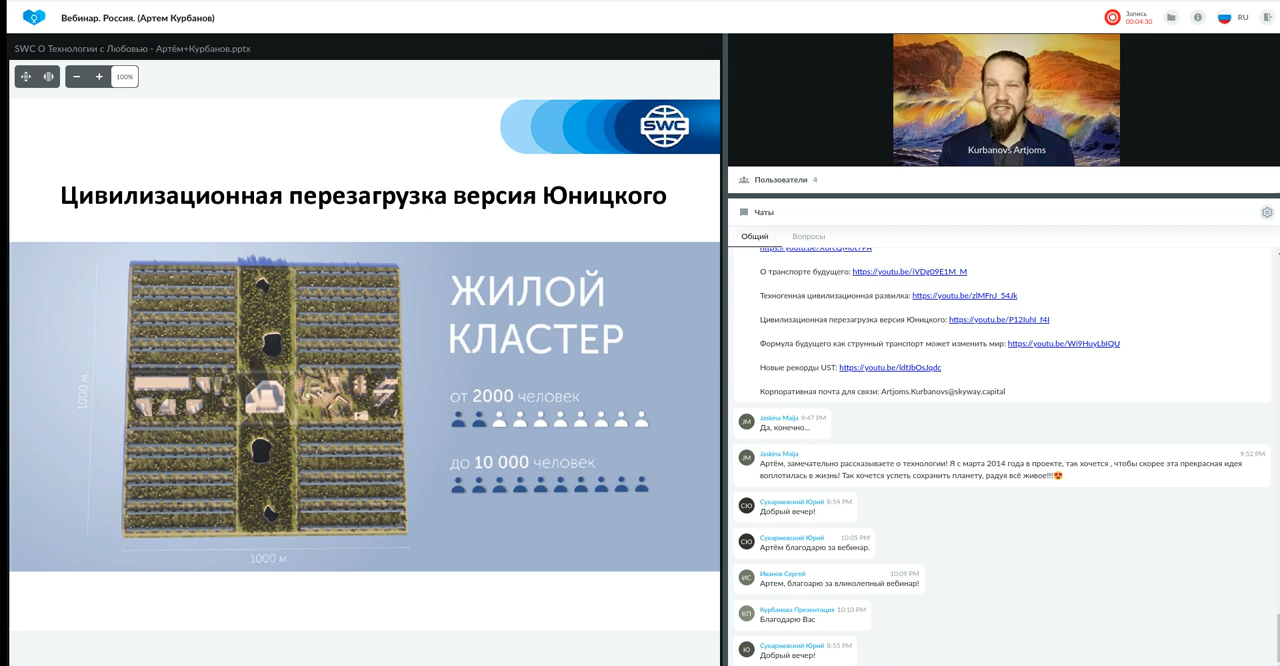 Вебинар. Россия. (Артем Курбанов)
Запись
00:04:30
RU
SWC О Технологии с Любовью - Артём+Курбанов.pptx
100%
SWC
Цивилизационная перезагрузка версия Юницкого
ЖИЛОЙ
КЛАСТЕР
от 2000 человек
до 10 000 человек
1000 м
1000 м
Kurbanovs Artjoms
Пользователи 4
Чаты
Общий Вопросы
О транспорте будущего: https://youtu.be/iVDg09E1M_M
Техногенная цивилизационная развилка: https://youtu.be/zlMFnJ_54Jk
Цивилизационная перезагрузка версия Юницкого: https://youtu.be/P12IuhI_f4I
Формула будущего как струнный транспорт может изменить мир: https://youtu.be/Wi9HuyLbIQU
Новые рекорды UST: https://youtu.be/ldfJbOsJqdc
Корпоративная почта для связи: Artjoms.Kurbanovs@skyway.capital
JM
Jaskina Maija 9:47 PM
Да, конечно...
JM
Jaskina Maija 9:52 PM
Артём, замечательно рассказываете о технологии! Я с марта 2014 года в проекте, так хочется , чтобы скорее эта прекрасная идея
воплотилась в жизнь! Так хочется успеть сохранить планету, радуя всё живое!!!😍
СЮ
Сухаржевский Юрий 8:54 PM
Добрый вечер!
СЮ
Сухаржевский Юрий 10:05 PM
Артём благодарю за вебинар.
ИС
Иванов Сергей 10:09 PM
Артем, благоарю за вликолепный вебинар!
КП
Курбанова Презентация 10:10 PM
Благодарю Вас
Ю
Сухаржевский Юрий 8:55 PM
Добрый вечер!